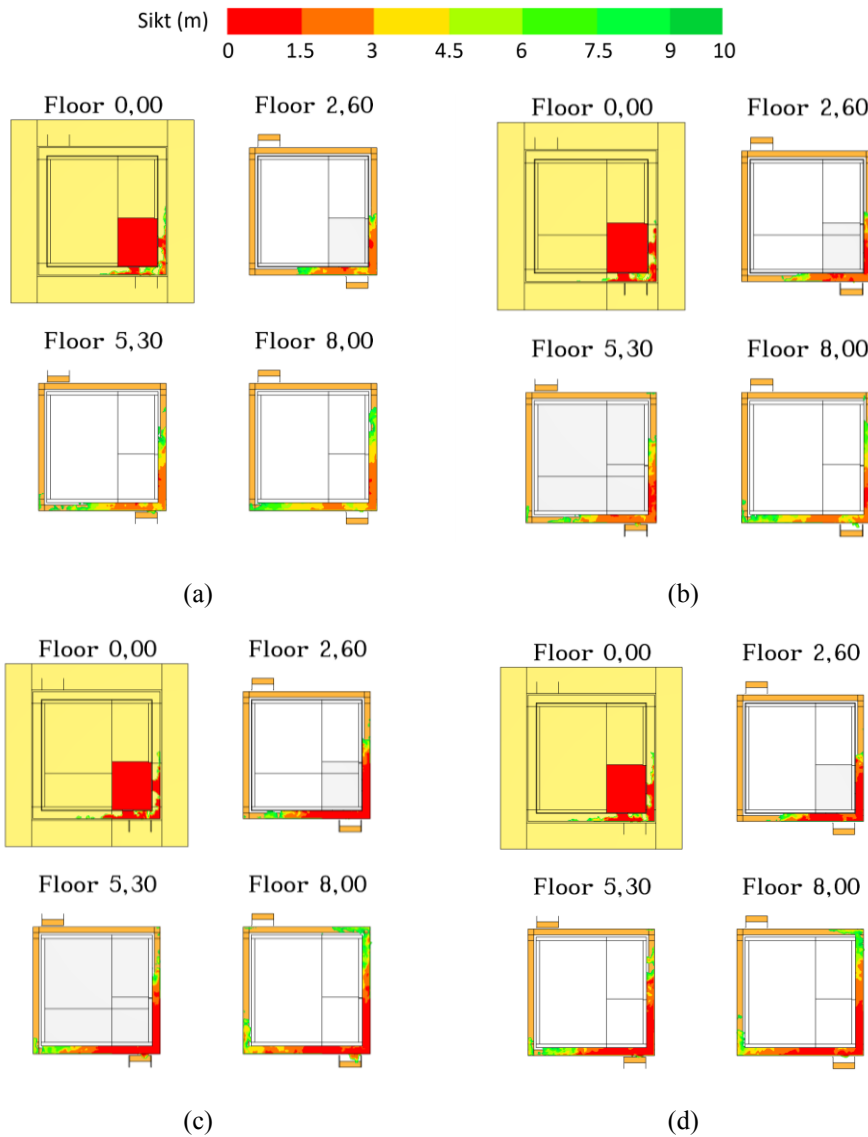 Sikt (m)
0 1.5 3 4.5 6 7.5 9 10
Floor 0,00 Floor 2,60 Floor 0,00 Floor 2,60
Floor 5,30 Floor 8,00 Floor 5,30 Floor 8,00
(a) (b)
Floor 0,00 Floor 2,60 Floor 0,00 Floor 2,60
Floor 5,30 Floor 8,00 Floor 5,30 Floor 8,00
(c) (d)